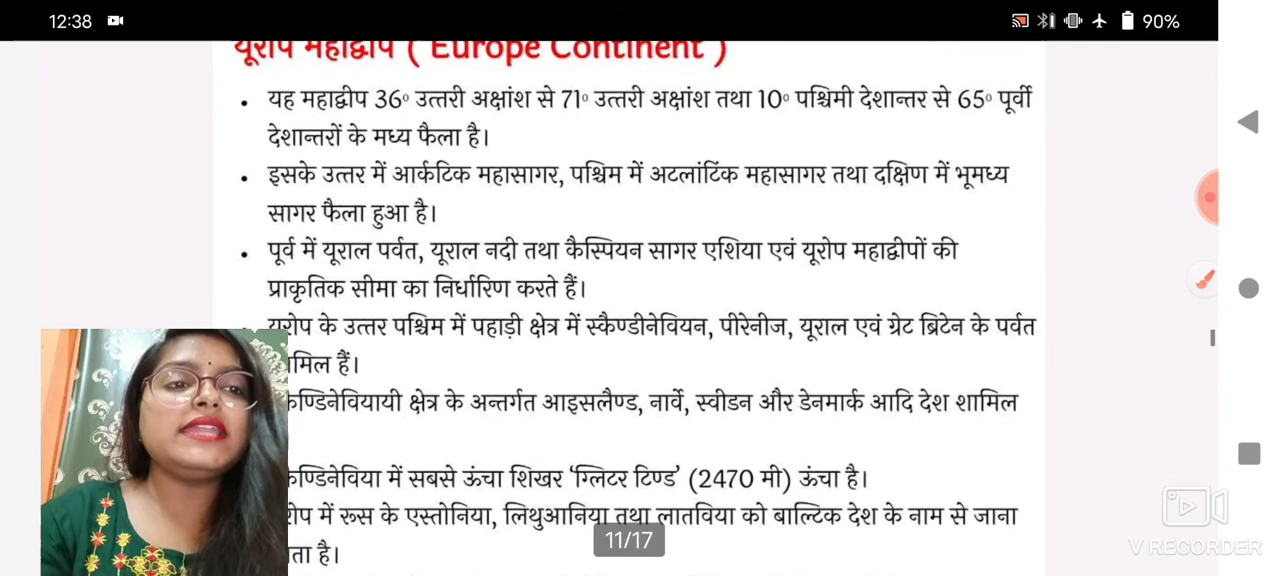 12:38
90%
यूरोप महाद्वीप ( Europe Continent )
• यह महाद्वीप 36° उत्तरी अक्षांश से 71° उत्तरी अक्षांश तथा 10° पश्चिमी देशान्तर से 65° पूर्वी
देशान्तरों के मध्य फैला है।
• इसके उत्तर में आर्कटिक महासागर, पश्चिम में अटलांटिंक महासागर तथा दक्षिण में भूमध्य
सागर फैला हुआ है।
• पूर्व में यूराल पर्वत, यूराल नदी तथा कैस्पियन सागर एशिया एवं यूरोप महाद्वीपों की
प्राकृतिक सीमा का निर्धारिण करते हैं।
यूरोप के उत्तर पश्चिम में पहाड़ी क्षेत्र में स्कैण्डीनेवियन, पीरेनीज, यूराल एवं ग्रेट ब्रिटेन के पर्वत
हैं।
क्षेत्र के अन्तर्गत आइसलैण्ड, नार्वे, स्वीडन और डेनमार्क आदि देश शामिल
में सबसे ऊंचा शिखर ‘ग्लिटर टिण्ड’ (2470 मी) ऊंचा है।
में रूस के एस्तोनिया, लिथुआनिया तथा लातविया को बाल्टिक देश के नाम से जाना
है।
11/17
V RECORDER